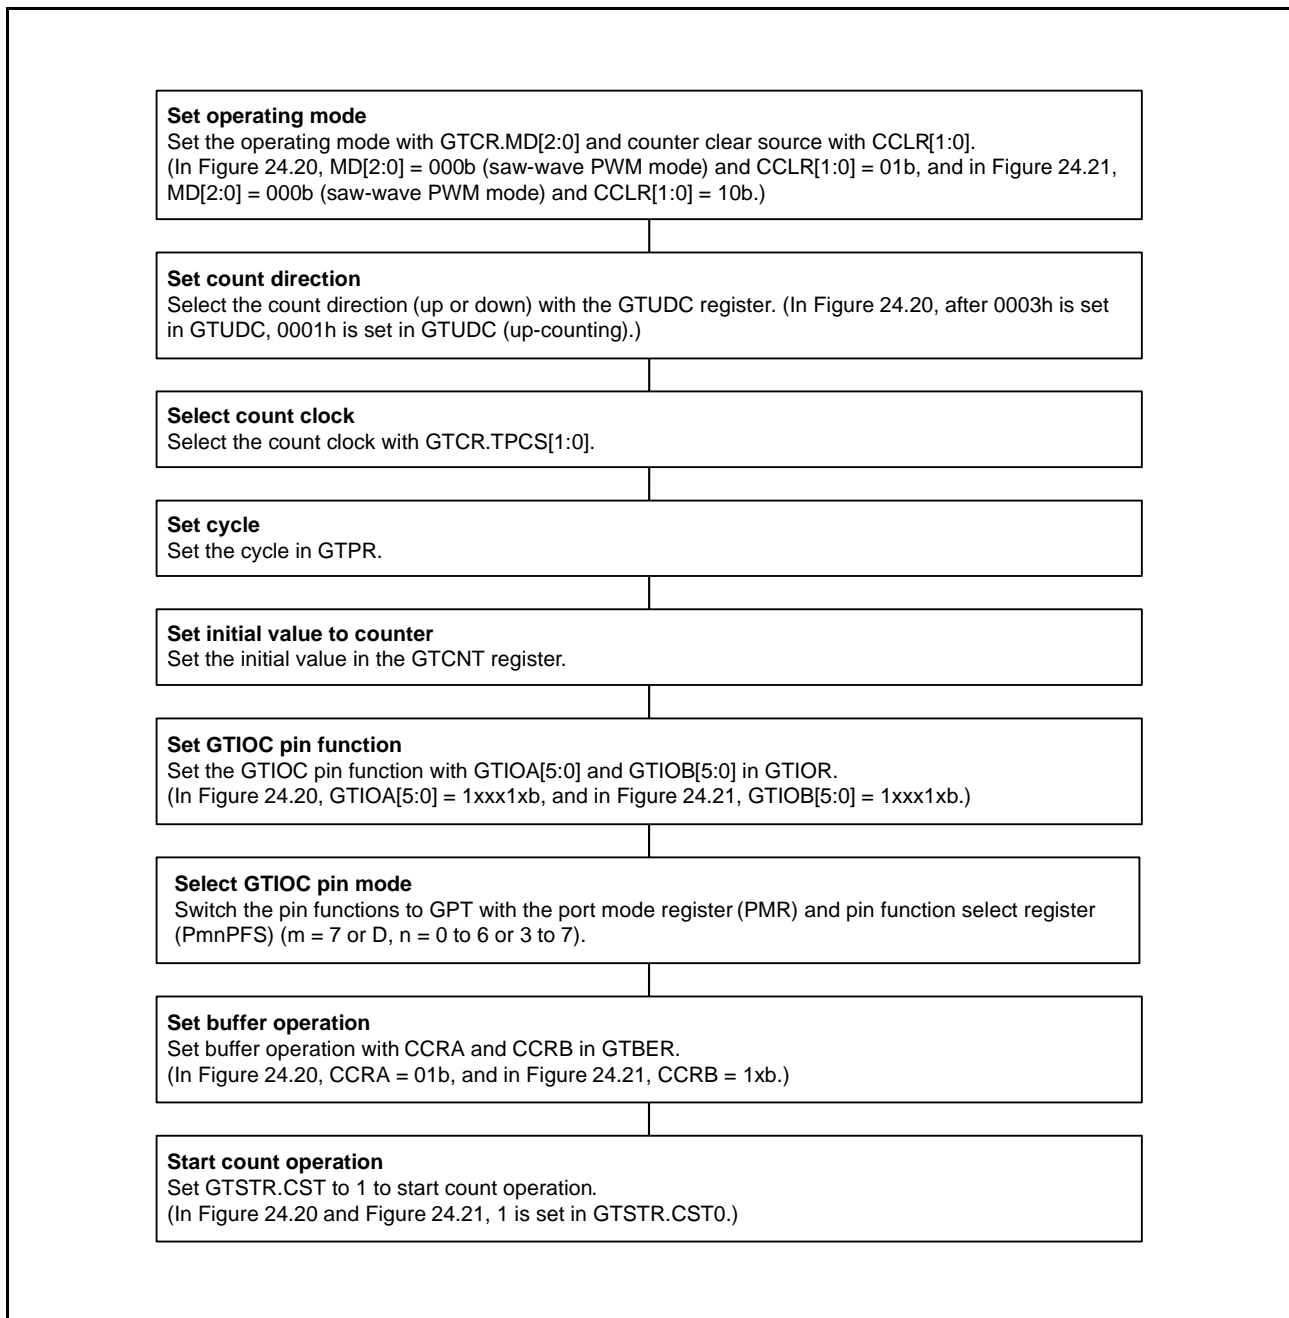 Set operating mode
Set the operating mode with GTCR.MD[2:0] and counter clear source with CCLR[1:0].
(In Figure 24.20, MD[2:0] = 000b (saw-wave PWM mode) and CCLR[1:0] = 01b, and in Figure 24.21,
MD[2:0] = 000b (saw-wave PWM mode) and CCLR[1:0] = 10b.)
Set count direction
Select the count direction (up or down) with the GTUDC register. (In Figure 24.20, after 0003h is set
in GTUDC, 0001h is set in GTUDC (up-counting).)
Select count clock
Select the count clock with GTCR.TPCS[1:0].
Set cycle
Set the cycle in GTPR.
Set initial value to counter
Set the initial value in the GTCNT register.
Set GTIOC pin function
Set the GTIOC pin function with GTIOA[5:0] and GTIOB[5:0] in GTIOR.
(In Figure 24.20, GTIOA[5:0] = 1xxx1xb, and in Figure 24.21, GTIOB[5:0] = 1xxx1xb.)
Select GTIOC pin mode
Switch the pin functions to GPT with the port mode register (PMR) and pin function select register
(PmnPFS) (m = 7 or D, n = 0 to 6 or 3 to 7).
Set buffer operation
Set buffer operation with CCRA and CCRB in GTBER.
(In Figure 24.20, CCRA = 01b, and in Figure 24.21, CCRB = 1xb.)
Start count operation
Set GTSTR.CST to 1 to start count operation.
(In Figure 24.20 and Figure 24.21, 1 is set in GTSTR.CST0.)